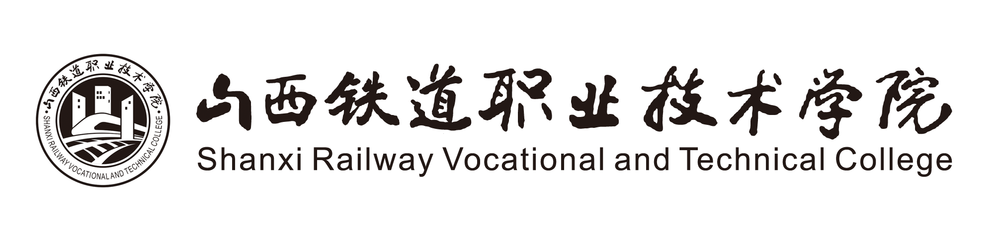 山西铁道职业技术学院
SHANXI RAILWAY VOCATIONAL AND TECHNICAL COLLEGE
山西铁道职业技术学院
Shanxi Railway Vocational and Technical College